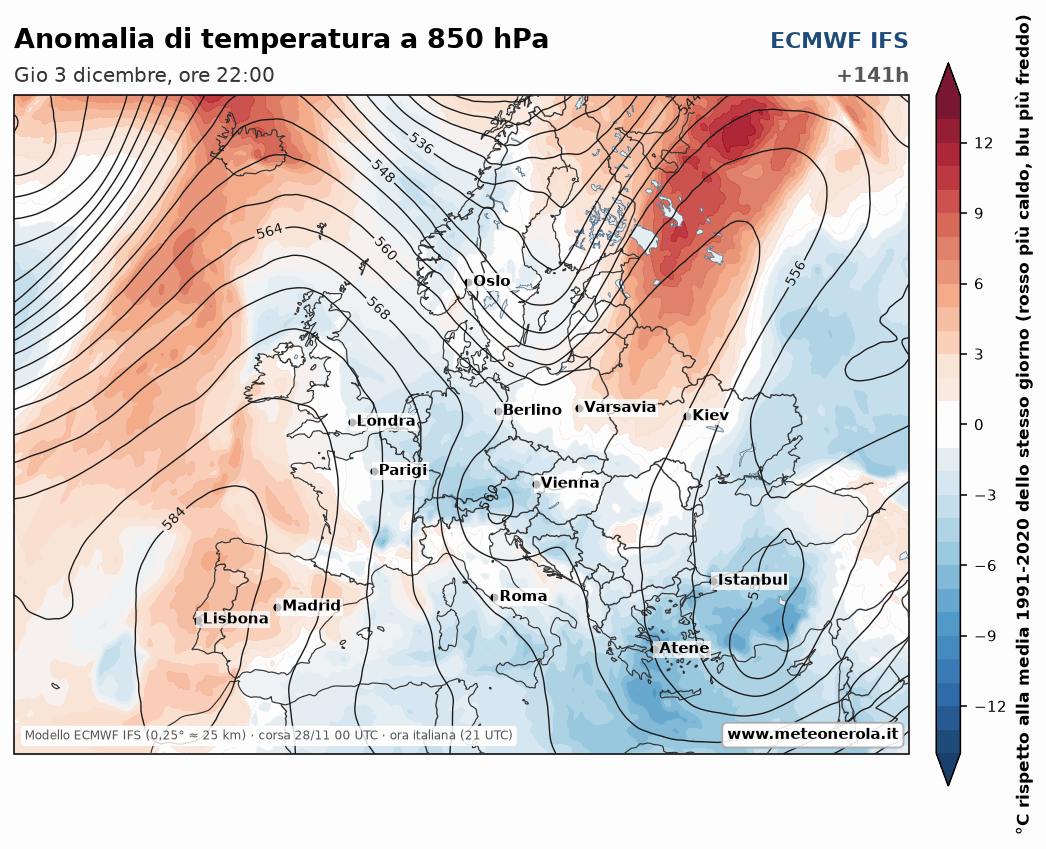 Anomalia di temperatura a 850 hPa
ECMWF IFS
Gio 3 dicembre, ore 22:00
+141h
536
544
548
564
560
556
568
Oslo
Berlino
Varsavia
Kiev
Londra
Parigi
Vienna
560
584
Istanbul
Madrid
Roma
Lisbona
Atene
Modello ECMWF IFS (0,25° ≈ 25 km) · corsa 28/11 00 UTC · ora italiana (21 UTC)
www.meteonerola.it
12
9
6
3
0
−3
−6
−9
−12
°C rispetto alla media 1991-2020 dello stesso giorno (rosso più caldo, blu più freddo)